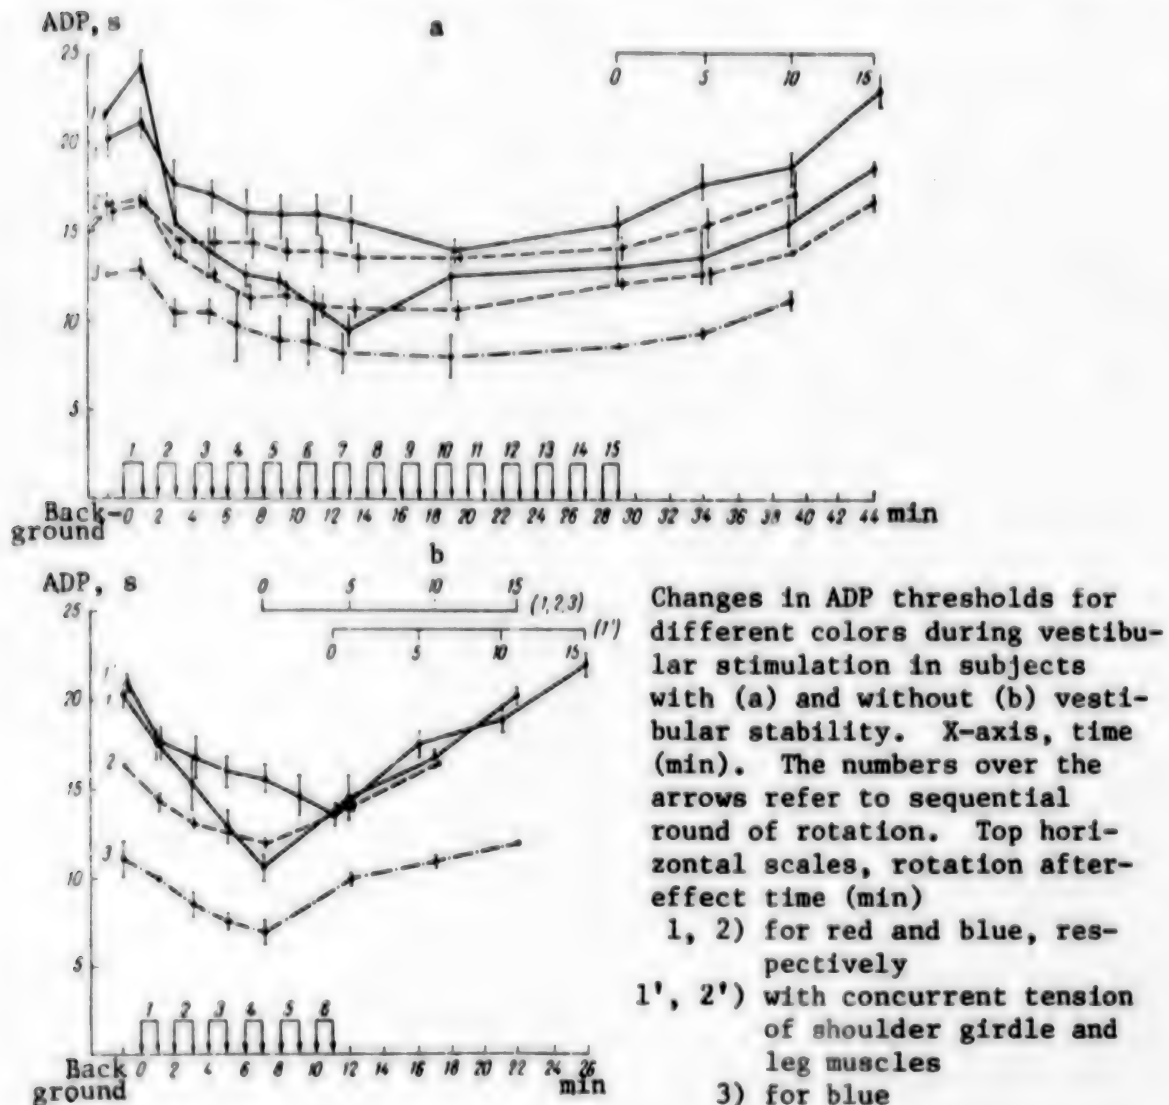 ADP, s
a
25
20
15
10
5
0 5 10 15
3
1 2 3 4 5 6 7 8 9 10 11 12 13 14 15
Back-
ground
0 2 4 6 8 10 12 14 16 18 20 22 24 26 28 30 32 34 36 38 40 42 44 min
b
ADP, s
25
20
15
10
5
0 5 10 15
(1,2,3)
0 5 10 15
(1')
1'
1
2
3
1 2 3 4 5 6
Back
ground
0 2 4 6 8 10 12 14 16 18 20 22 24 26
min
Changes in ADP thresholds for
different colors during vestibu-
lar stimulation in subjects
with (a) and without (b) vesti-
bular stability. X-axis, time
(min). The numbers over the
arrows refer to sequential
round of rotation. Top hori-
zontal scales, rotation after-
effect time (min)
1, 2) for red and blue, res-
pectively
1', 2') with concurrent tension
of shoulder girdle and
leg muscles
3) for blue